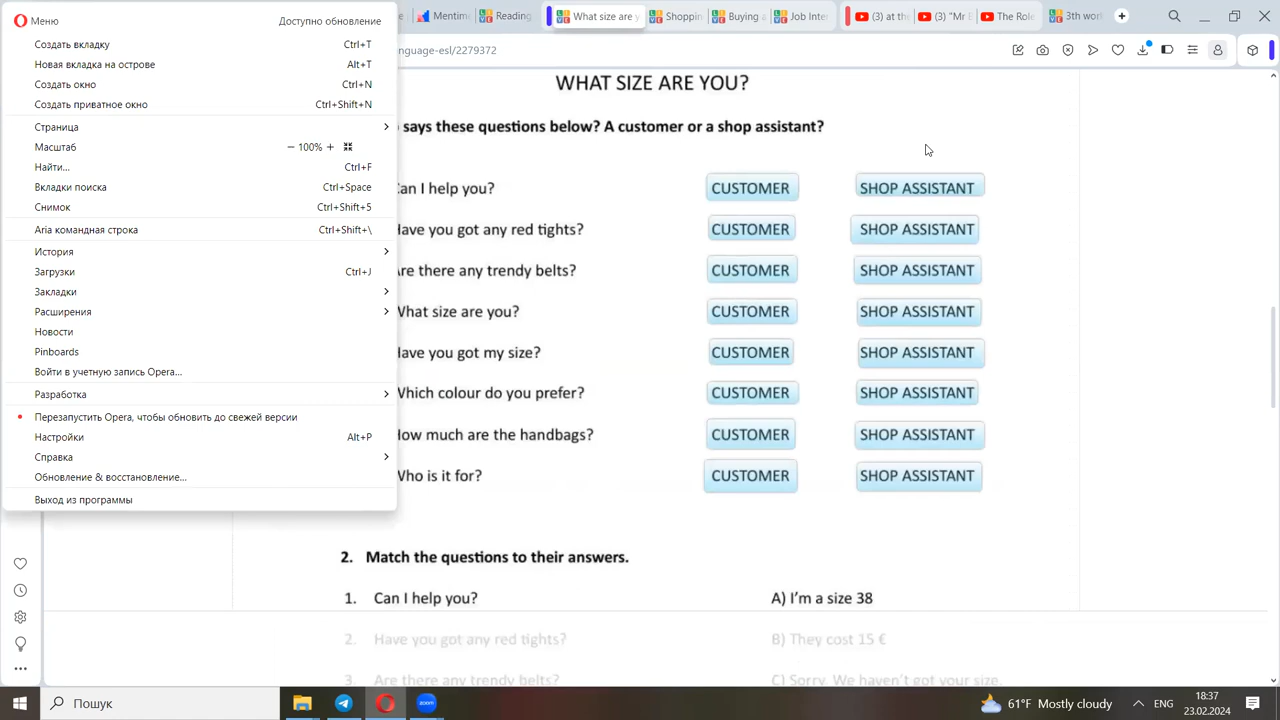 Меню
Доступно обновление
Mentime
Reading
What size are y
Shoppin
Buying a
Job Inter
(3) at the
(3) "Mr B
The Role
3th work
Создать вкладку Ctrl+T
Новая вкладка на острове Alt+T
Создать окно Ctrl+N
Создать приватное окно Ctrl+Shift+N
Страница
Масштаб 100%
Найти... Ctrl+F
Вкладки поиска Ctrl+Space
Снимок Ctrl+Shift+5
Aria командная строка Ctrl+Shift+\
История
Загрузки Ctrl+J
Закладки
Расширения
Новости
Pinboards
Войти в учетную запись Opera...
Разработка
Перезапустить Opera, чтобы обновить до свежей версии
Настройки Alt+P
Справка
Обновление & восстановление...
Выход из программы
nguage-esl/2279372
WHAT SIZE ARE YOU?
says these questions below? A customer or a shop assistant?
Can I help you? CUSTOMER SHOP ASSISTANT
Have you got any red tights? CUSTOMER SHOP ASSISTANT
Are there any trendy belts? CUSTOMER SHOP ASSISTANT
What size are you? CUSTOMER SHOP ASSISTANT
Have you got my size? CUSTOMER SHOP ASSISTANT
Which colour do you prefer? CUSTOMER SHOP ASSISTANT
How much are the handbags? CUSTOMER SHOP ASSISTANT
Who is it for? CUSTOMER SHOP ASSISTANT
2. Match the questions to their answers.
1. Can I help you? A) I'm a size 38
2. Have you got any red tights? B) They cost 15 €
3. Are there any trendy belts? C) Sorry. We haven't got your size.
Пошук
zoom
61°F Mostly cloudy
ENG
18:37
23.02.2024